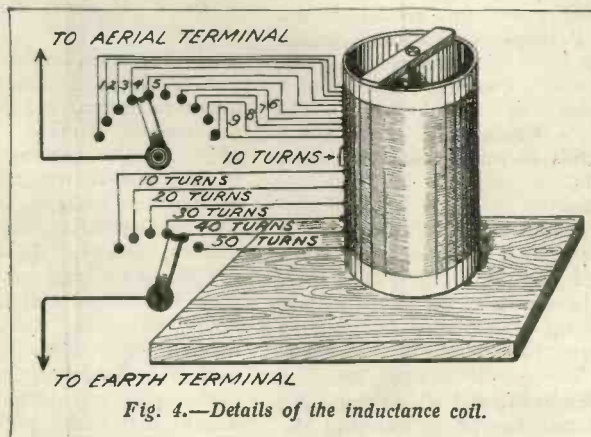 TO AERIAL TERMINAL
1 2 3 4 5
9 8 7 6
10 TURNS
10 TURNS
20 TURNS
30 TURNS
40 TURNS
50 TURNS
TO EARTH TERMINAL
Fig. 4.—Details of the inductance coil.